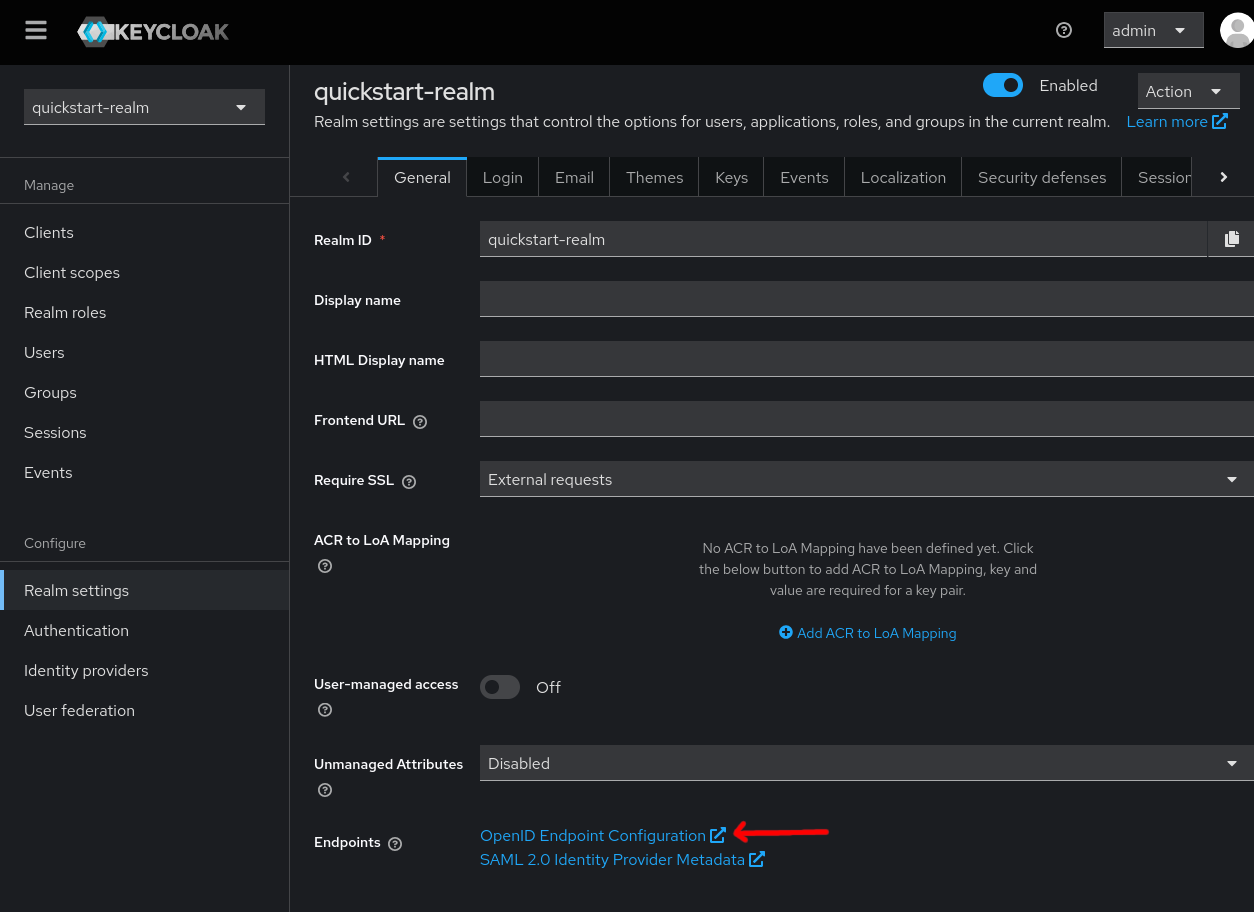 KEYCLOAK
admin
quickstart-realm
Manage
Clients
Client scopes
Realm roles
Users
Groups
Sessions
Events
Configure
Realm settings
Authentication
Identity providers
User federation
quickstart-realm
Enabled
Action
Realm settings are settings that control the options for users, applications, roles, and groups in the current realm. Learn more
General Login Email Themes Keys Events Localization Security defenses Session
Realm ID * quickstart-realm
Display name
HTML Display name
Frontend URL
Require SSL External requests
ACR to LoA Mapping
No ACR to LoA Mapping have been defined yet. Click
the below button to add ACR to LoA Mapping, key and
value are required for a key pair.
Add ACR to LoA Mapping
User-managed access Off
Unmanaged Attributes Disabled
Endpoints OpenID Endpoint Configuration
SAML 2.0 Identity Provider Metadata